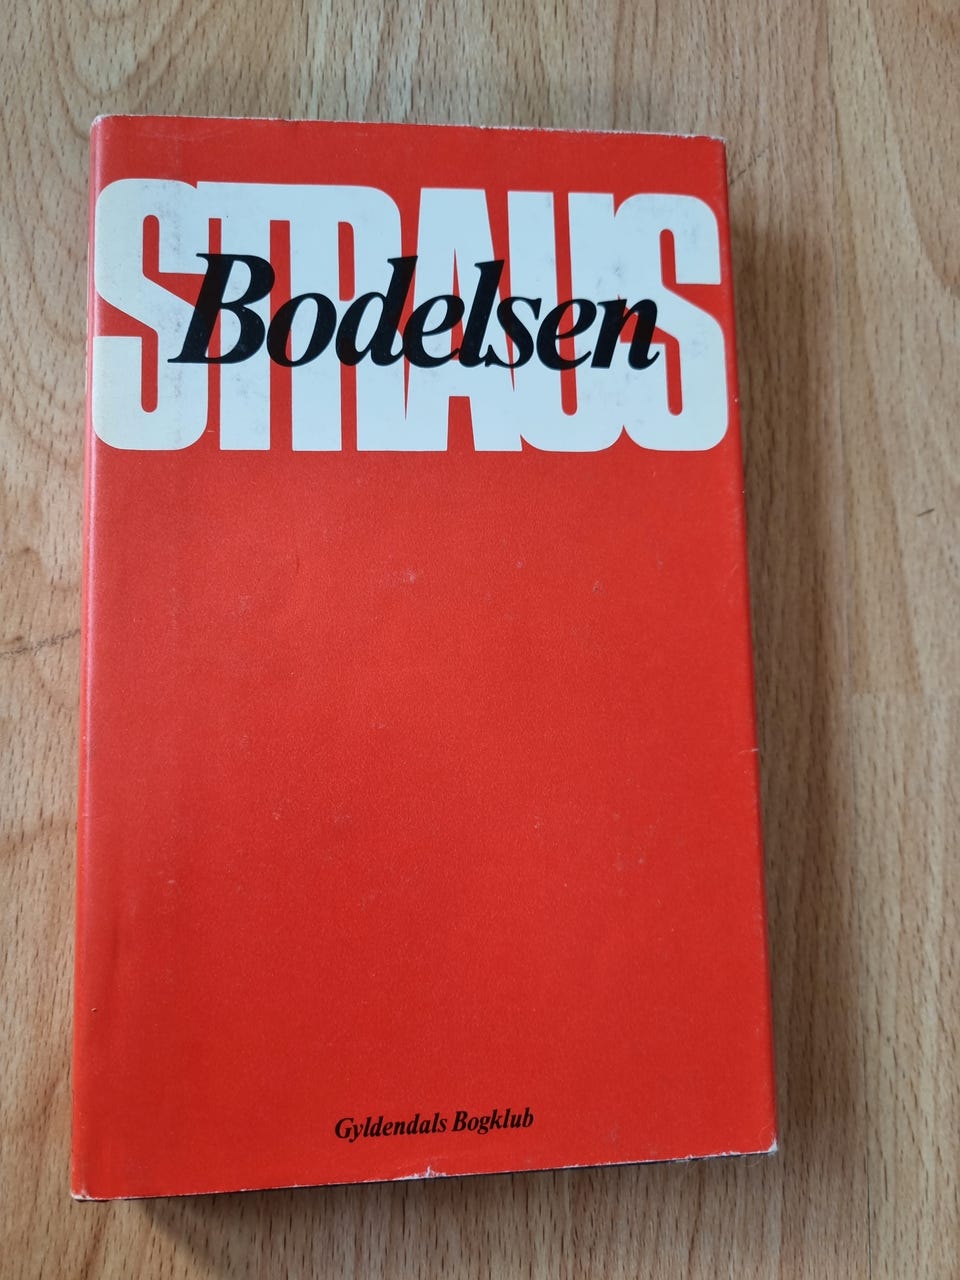 STRAUS
Bodelsen
Gyldendals Bogklub